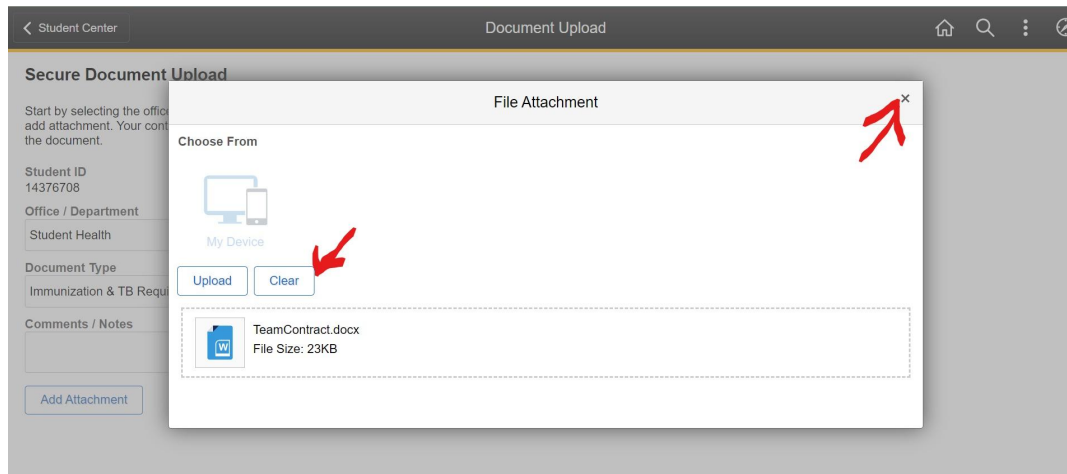 Student Center
Document Upload
Secure Document Upload
Start by selecting the office
add attachment. Your cont
the document.
Student ID
14376708
Office / Department
Student Health
Document Type
Immunization & TB Requi
Comments / Notes
Add Attachment
File Attachment
Choose From
My Device
Upload
Clear
TeamContract.docx
File Size: 23KB
W